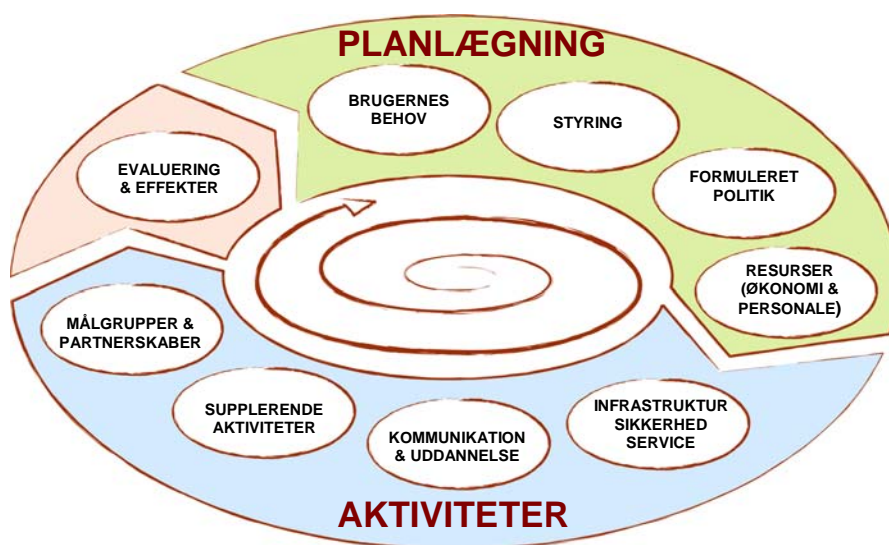 PLANLÆGNING
BRUGERNES
BEHOV
STYRING
FORMULERET
POLITIK
RESURSER
(ØKONOMI &
PERSONALE)
INFRASTRUKTUR
SIKKERHED
SERVICE
KOMMUNIKATION
& UDDANNELSE
SUPPLERENDE
AKTIVITETER
MÅLGRUPPER &
PARTNERSKABER
AKTIVITETER
EVALUERING
& EFFEKTER